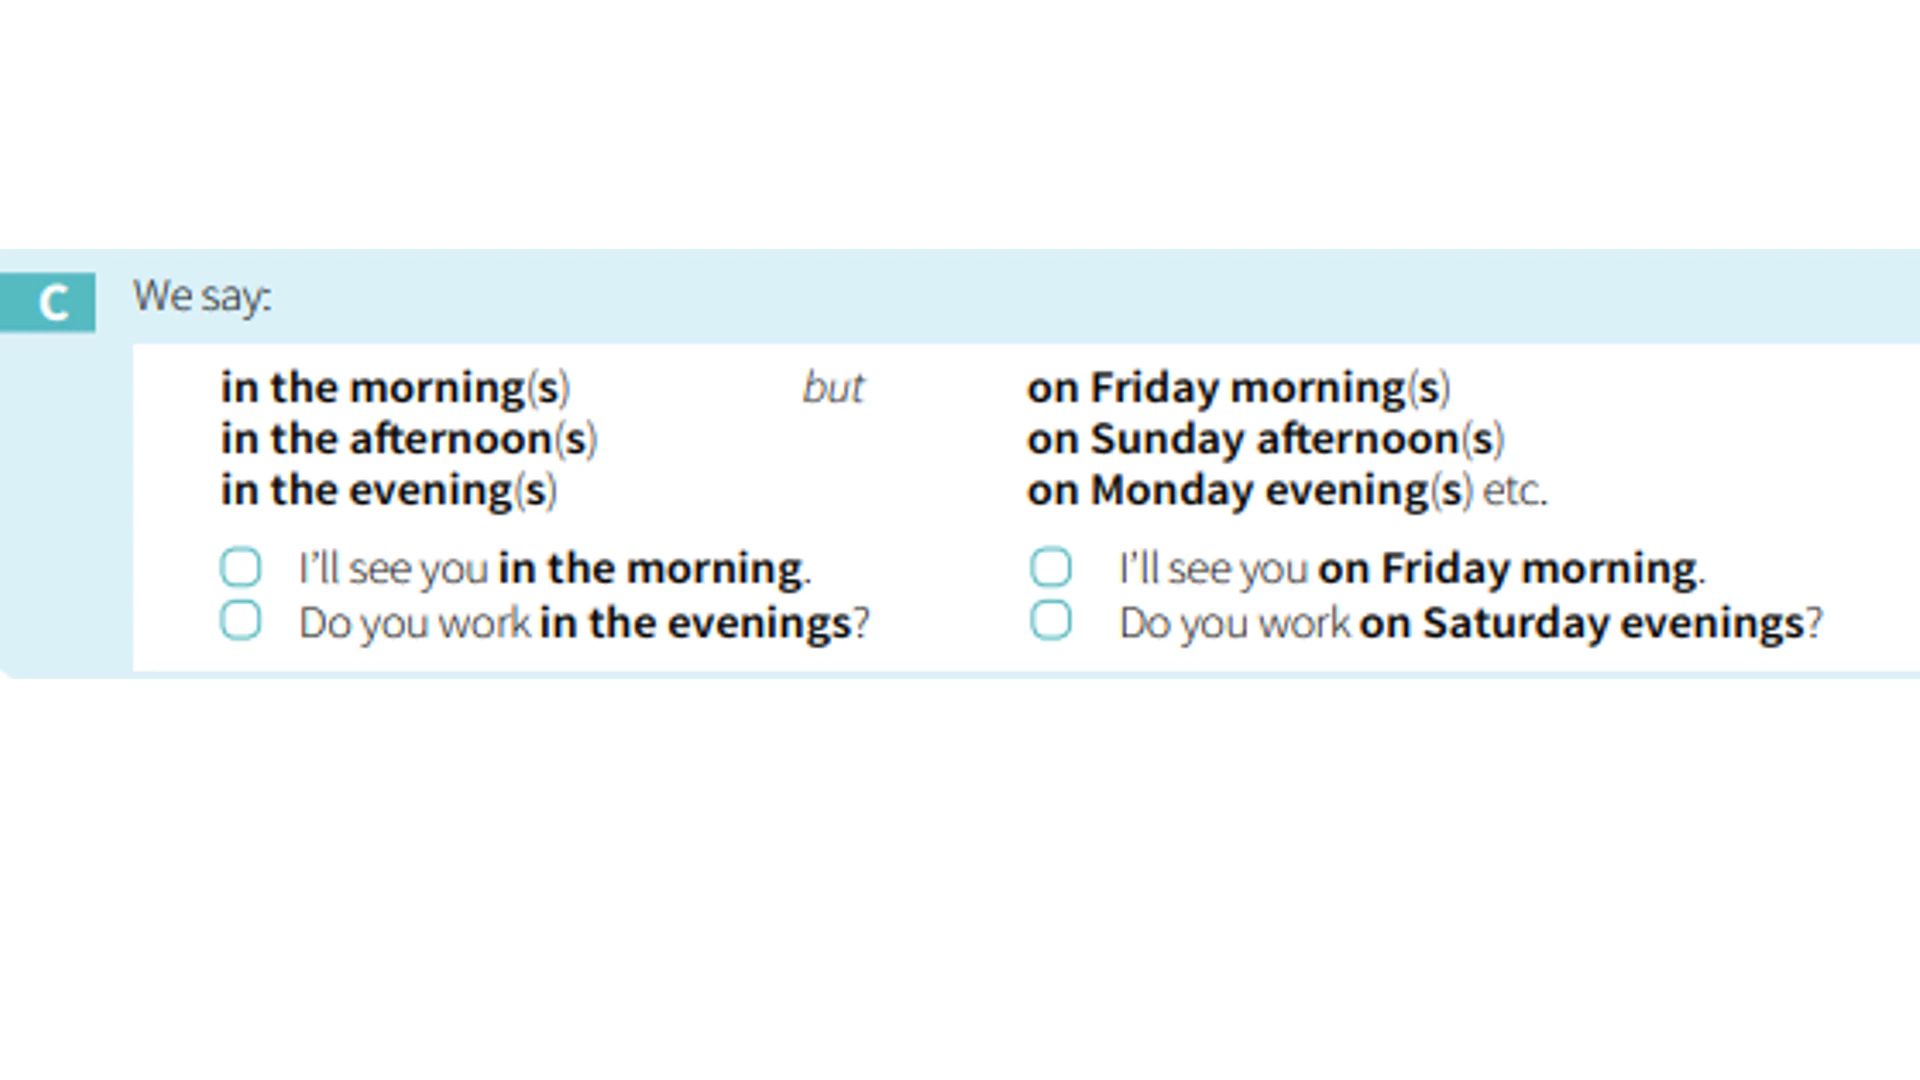 C We say:
in the morning(s) but on Friday morning(s)
in the afternoon(s) on Sunday afternoon(s)
in the evening(s) on Monday evening(s) etc.
I’ll see you in the morning. I’ll see you on Friday morning.
Do you work in the evenings? Do you work on Saturday evenings?